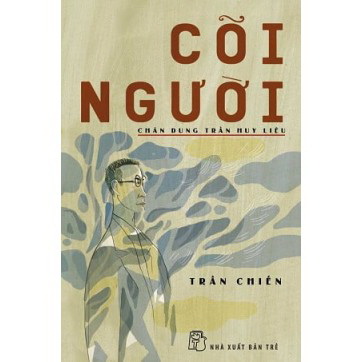 CÕI
NGƯỜI
CHÂN DUNG TRẦN HUY LIỆU
TRẦN CHIẾN
NHÀ XUẤT BẢN TRẺ